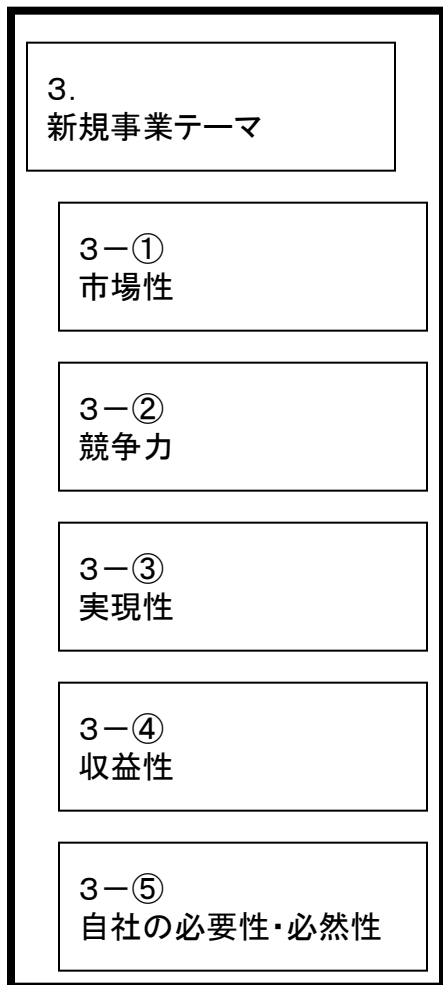 ３．
新規事業テーマ
３－①
市場性
３－②
競争力
３－③
実現性
３－④
収益性
３－⑤
自社の必要性・必然性